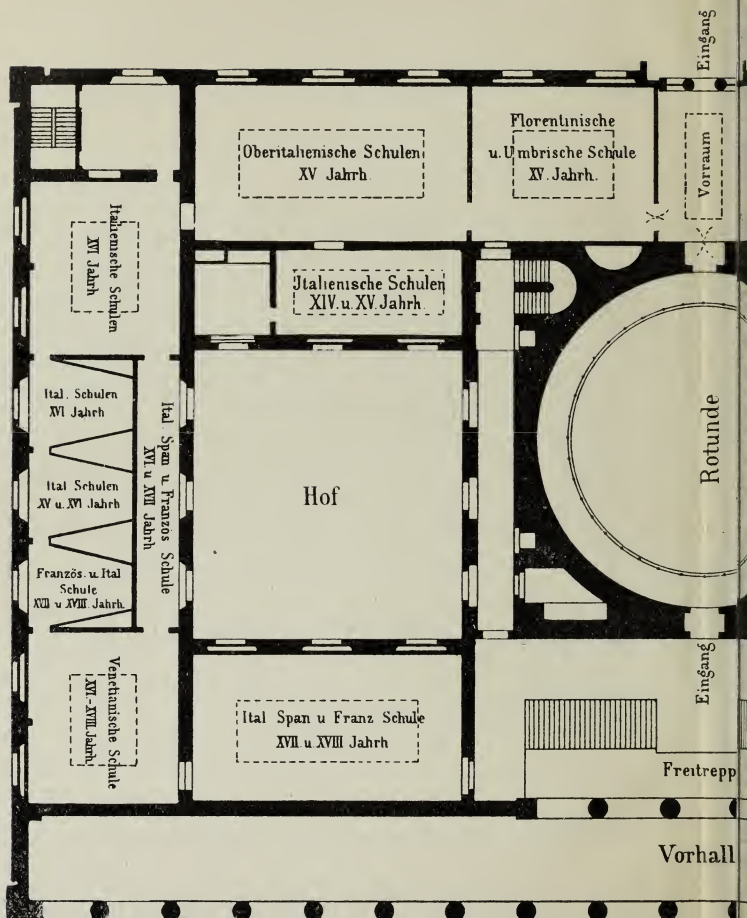 Eingang
Oberitalienische Schulen
XV Jahrh.
Florentinische
u. Umbrische Schule
XV. Jahrh.
Vorraum
Italienische Schulen
XVI Jahrh
Jtalienische Schulen
XIV. u. XV. Jahrh.
Ital. Schulen
XVI Jahrh
Ital Schulen
XV u. XVI Jahrh.
Französ. u. Ital
Schule
XVII u XVIII. Jahrh.
Ital Span u Französ Schule
XVI. u XVII Jahrh
Hof
Rotunde
Venetianische Schule
XVI.-XVIII. Jahrh.
Ital Span u Franz Schule
XVII. u XVIII Jahrh
Eingang
Freitrepp
Vorhall